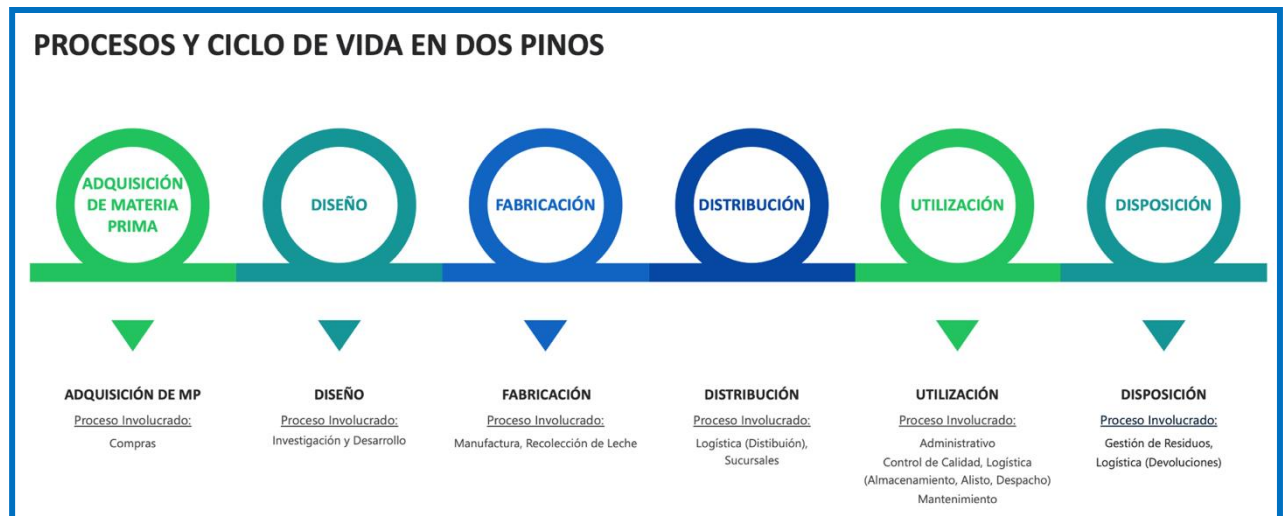 PROCESOS Y CICLO DE VIDA EN DOS PINOS
ADQUISICIÓN
DE MATERIA
PRIMA
DISEÑO
FABRICACIÓN
DISTRIBUCIÓN
UTILIZACIÓN
DISPOSICIÓN
ADQUISICIÓN DE MP
Proceso Involucrado:
Compras
DISEÑO
Proceso Involucrado:
Investigación y Desarrollo
FABRICACIÓN
Proceso Involucrado:
Manufactura, Recolección de Leche
DISTRIBUCIÓN
Proceso Involucrado:
Logística (Distibuión),
Sucursales
UTILIZACIÓN
Proceso Involucrado:
Administrativo
Control de Calidad, Logística
(Almacenamiento, Alisto, Despacho)
Mantenimiento
DISPOSICIÓN
Proceso Involucrado:
Gestión de Residuos,
Logística (Devoluciones)